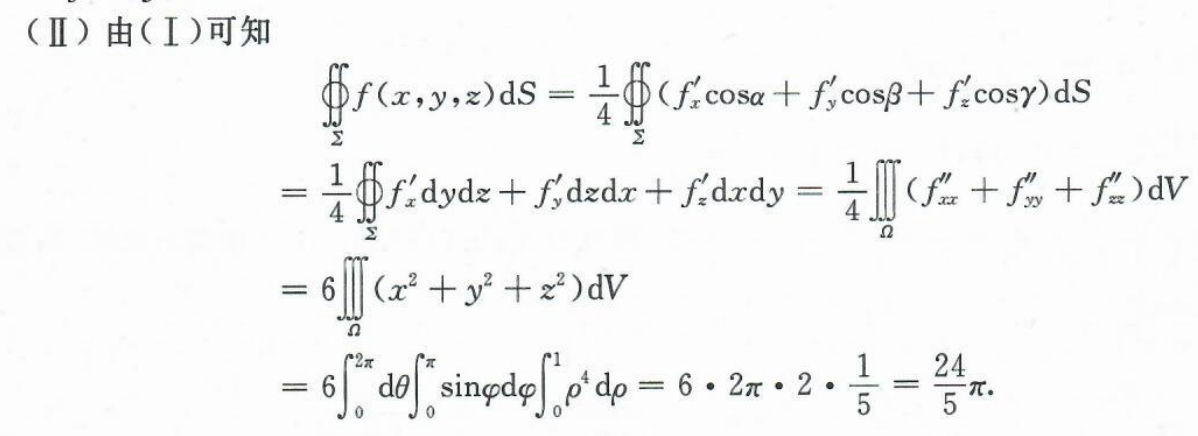 (Ⅱ) 由(Ⅰ)可知
∯_Σ f(x,y,z)dS = 1/4 ∯_Σ (f′_x cosα + f′_y cosβ + f′_z cosγ)dS
= 1/4 ∯_Σ f′_x dydz + f′_y dzdx + f′_z dxdy = 1/4 ∭_Ω (f″_xx + f″_yy + f″_zz)dV
= 6∭_Ω (x² + y² + z²)dV
= 6∫_0^{2π} dθ∫_0^π sinφdφ∫_0^1 ρ⁴dρ = 6 · 2π · 2 · 1/5 = 24/5 π.